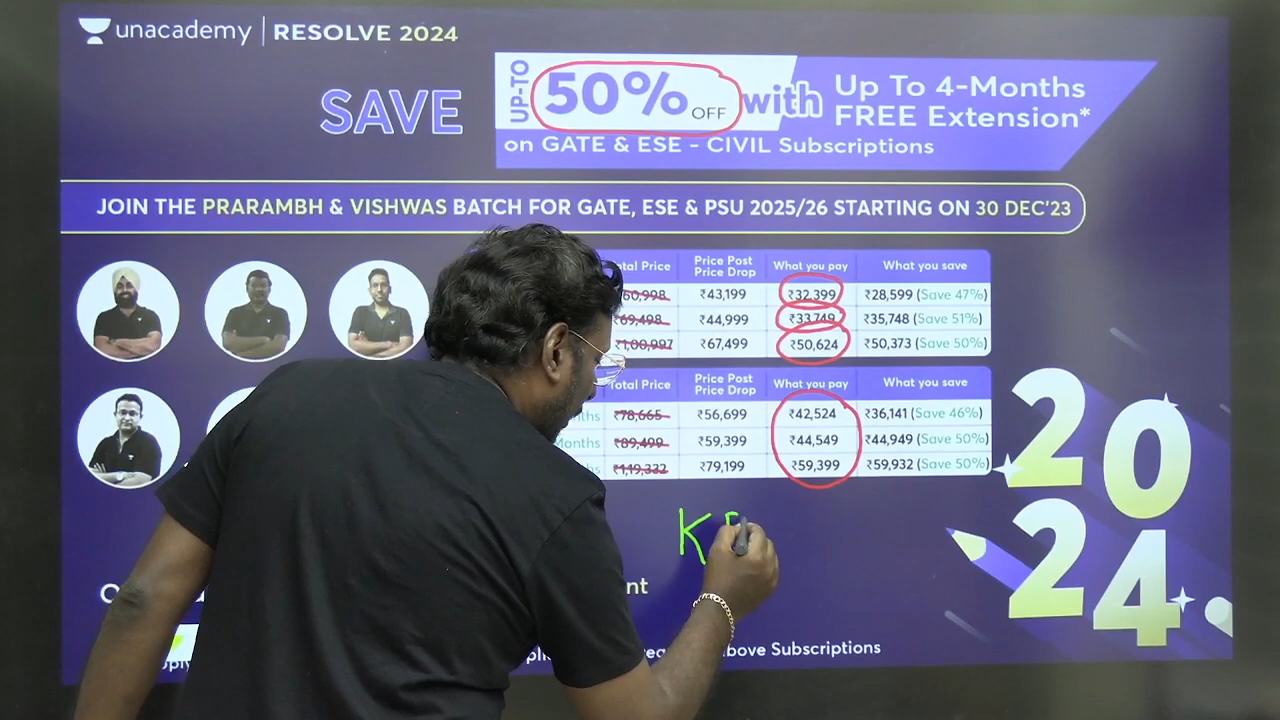 unacademy | RESOLVE 2024
SAVE UP-TO 50% OFF with Up To 4-Months FREE Extension*
on GATE & ESE - CIVIL Subscriptions
JOIN THE PRARAMBH & VISHWAS BATCH FOR GATE, ESE & PSU 2025/26 STARTING ON 30 DEC'23
Price Price Post Price Drop What you pay What you save
₹43,199 ₹32,399 ₹28,599 (Save 47%)
₹69,498 ₹44,999 ₹33,749 ₹35,748 (Save 51%)
₹1,00,997 ₹67,499 ₹50,624 ₹50,373 (Save 50%)
Price Price Post Price Drop What you pay What you save
₹78,665 ₹56,699 ₹42,524 ₹36,141 (Save 46%)
Months ₹89,499 ₹59,399 ₹44,549 ₹44,949 (Save 50%)
₹1,19,332 ₹79,199 ₹59,399 ₹59,932 (Save 50%)
2024
K
Subscriptions